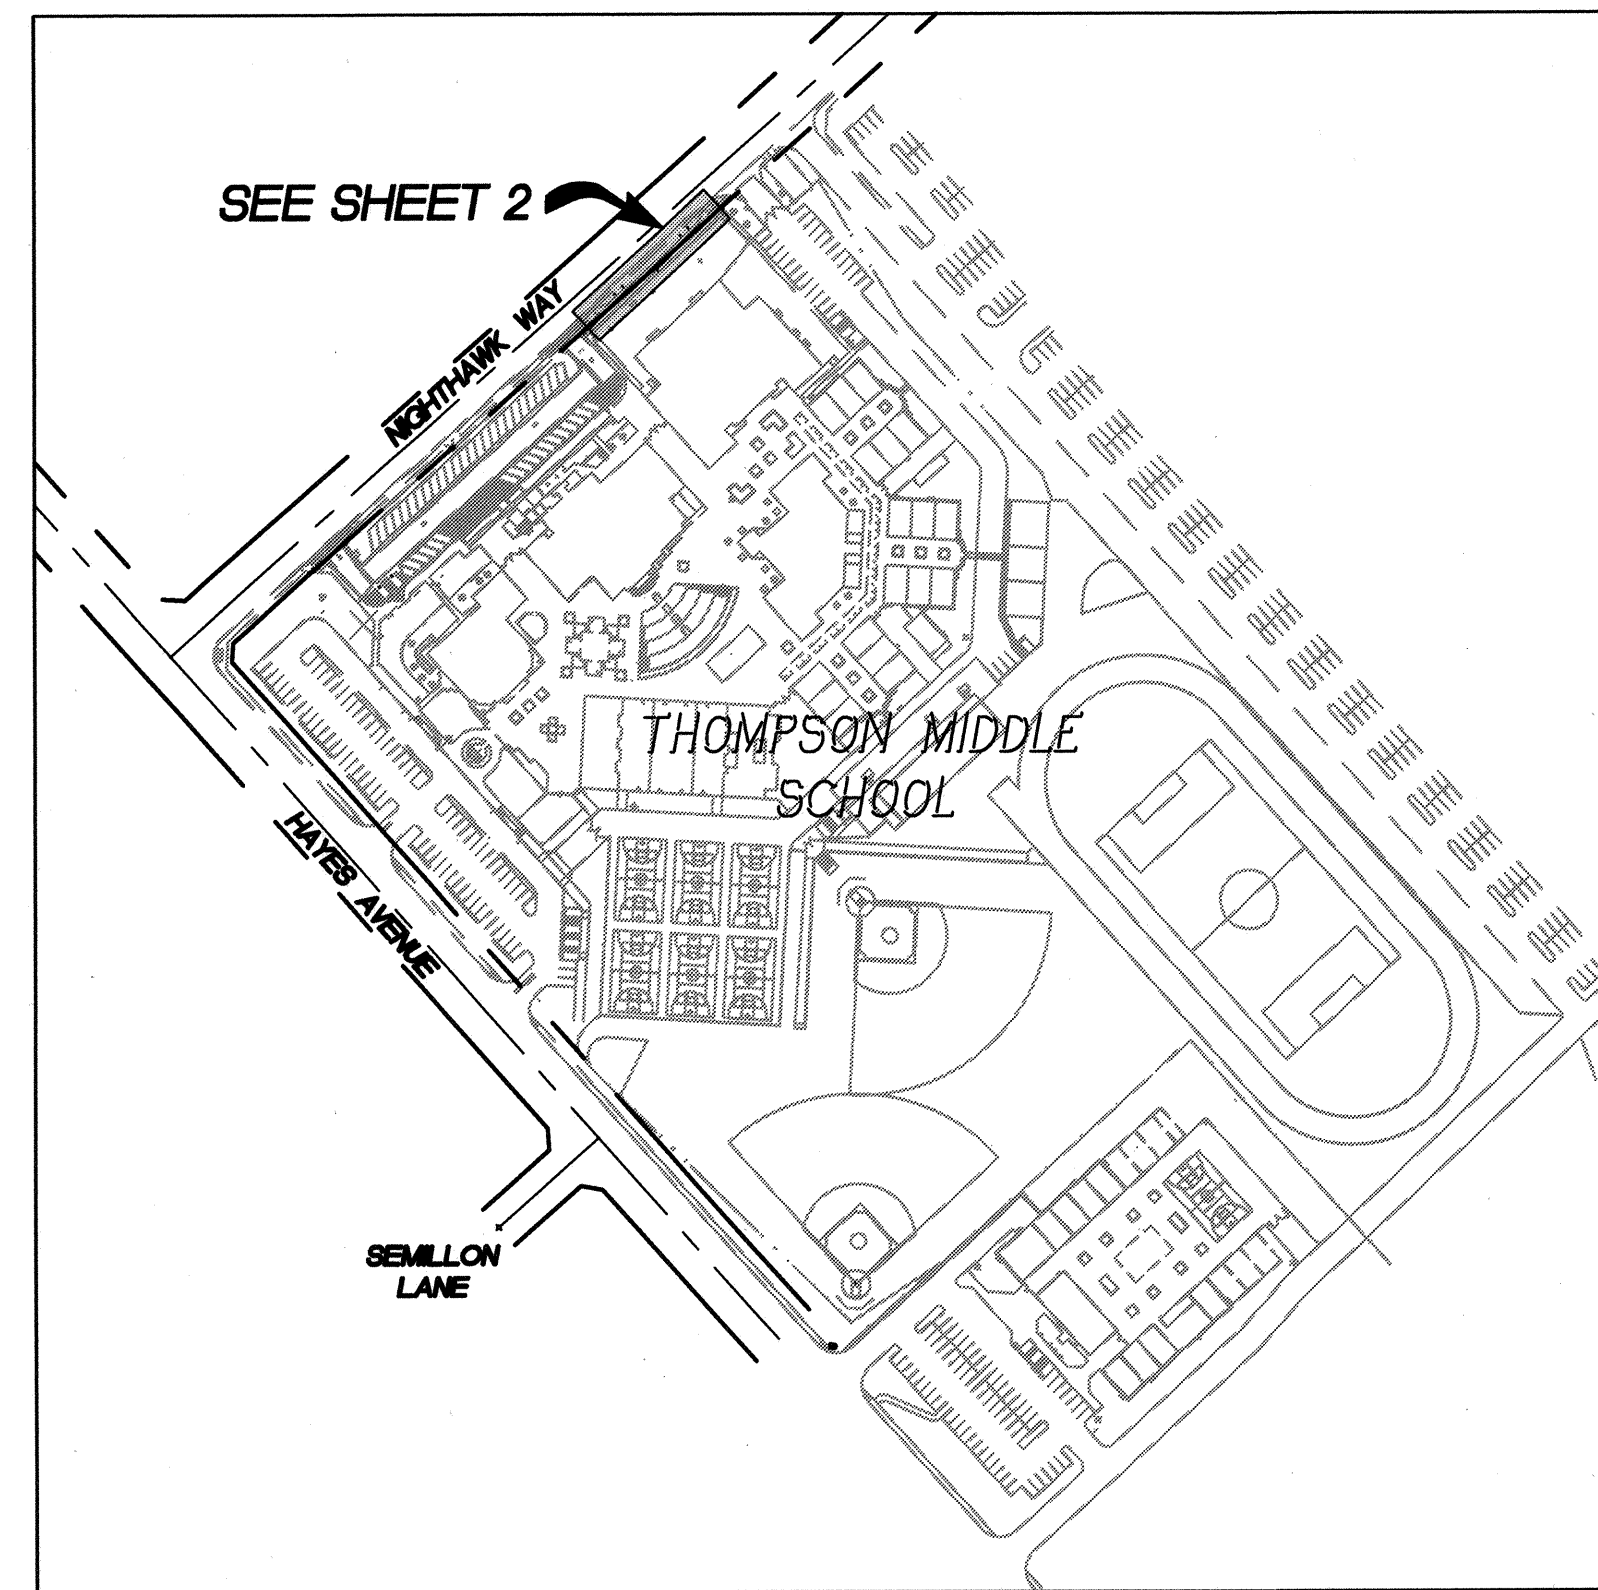 SEE SHEET 2
NIGHTHAWK WAY
THOMPSON MIDDLE
SCHOOL
HAYES AVENUE
SEMILLON
LANE